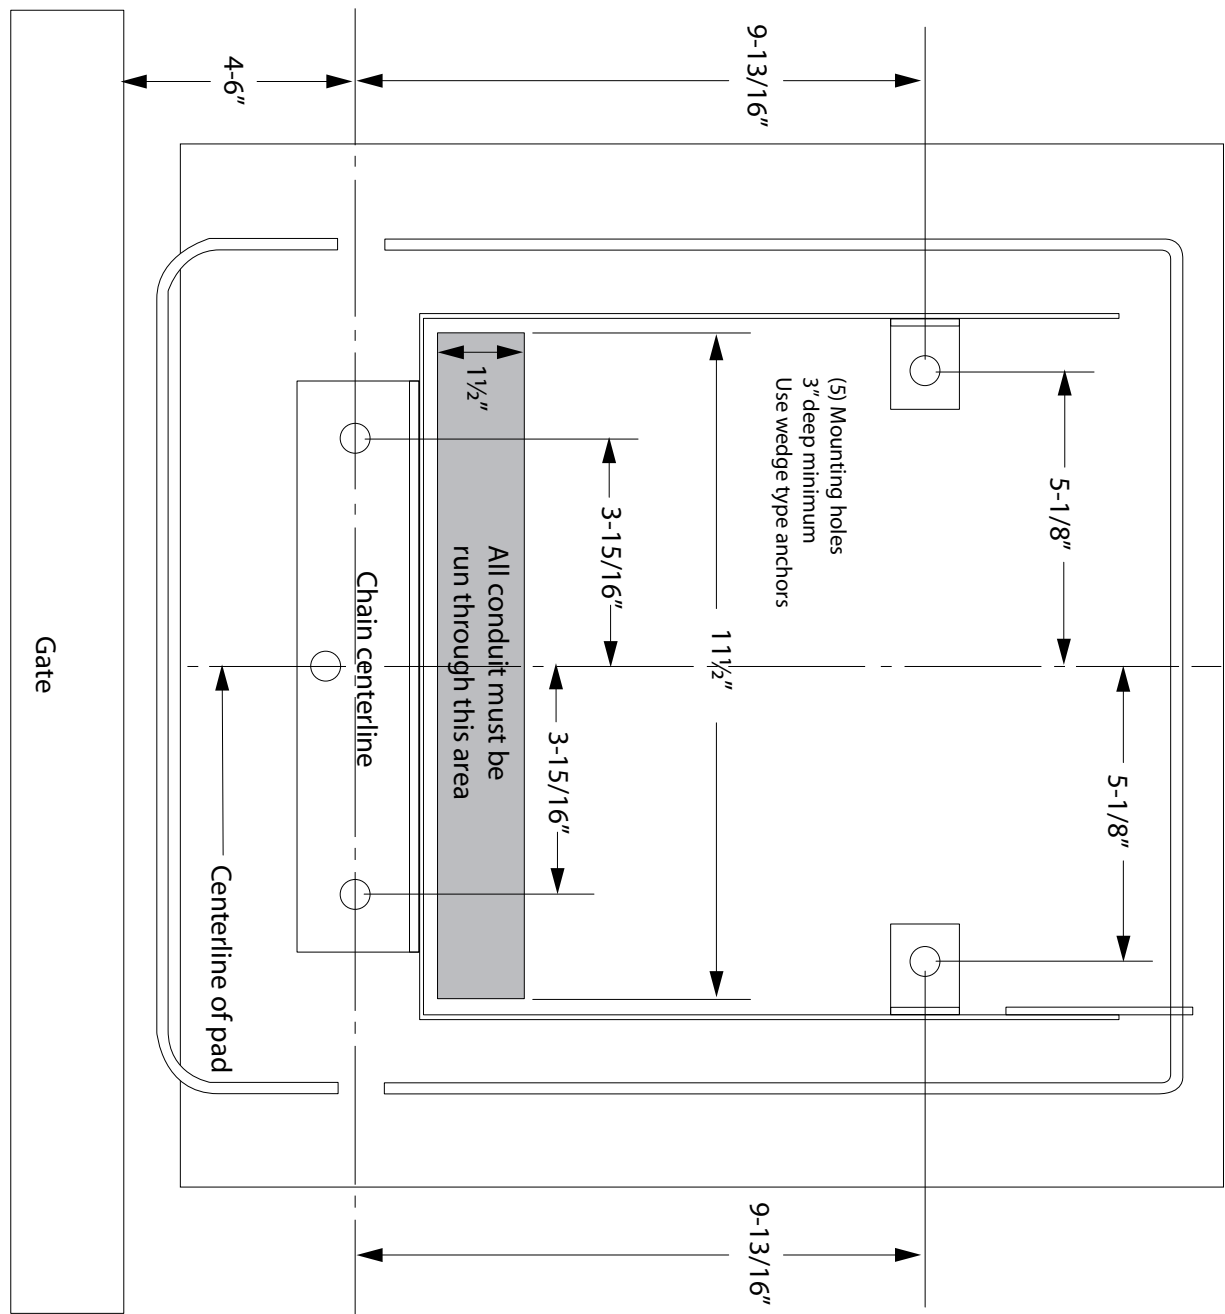 4-6"
9-13/16"
1½"
(5) Mounting holes
3" deep minimum
Use wedge type anchors
5-1/8"
3-15/16"
11½"
All conduit must be
run through this area
Chain centerline
Gate
3-15/16"
5-1/8"
Centerline of pad
9-13/16"